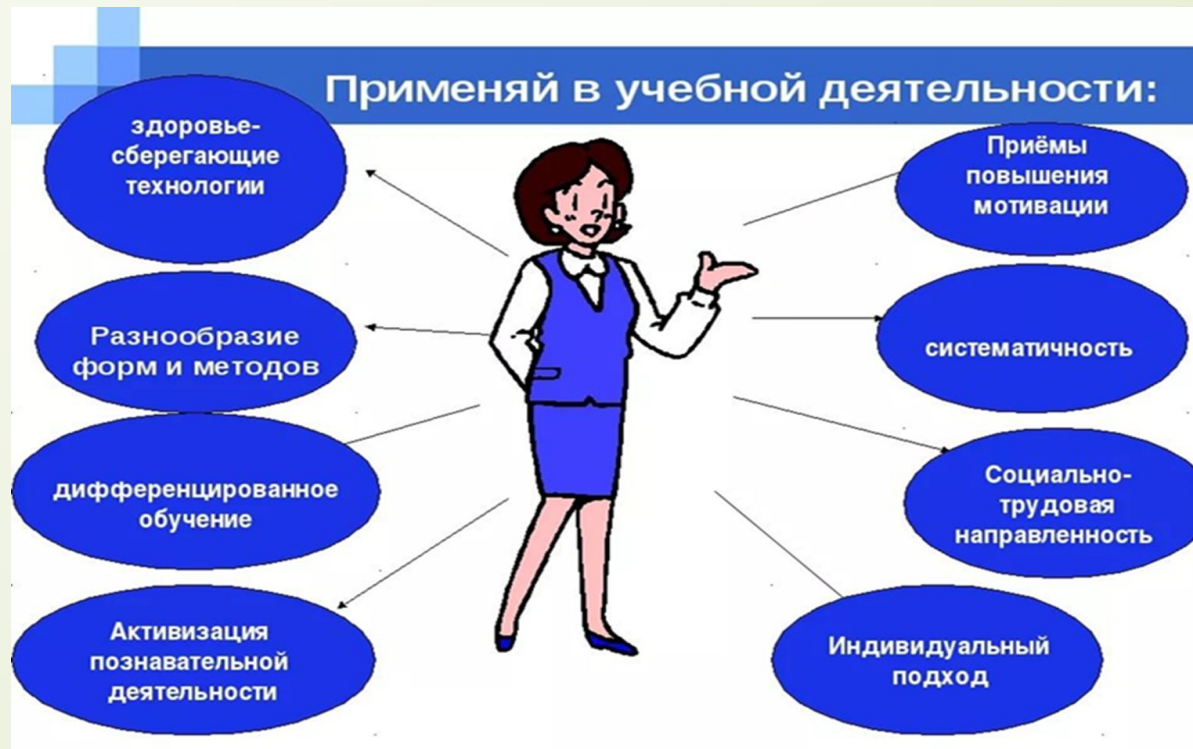 Применяй в учебной деятельности:
здоровье-
сберегающие
технологии
Разнообразие
форм и методов
дифференцированное
обучение
Активизация
познавательной
деятельности
Приёмы
повышения
мотивации
систематичность
Социально-
трудовая
направленность
Индивидуальный
подход